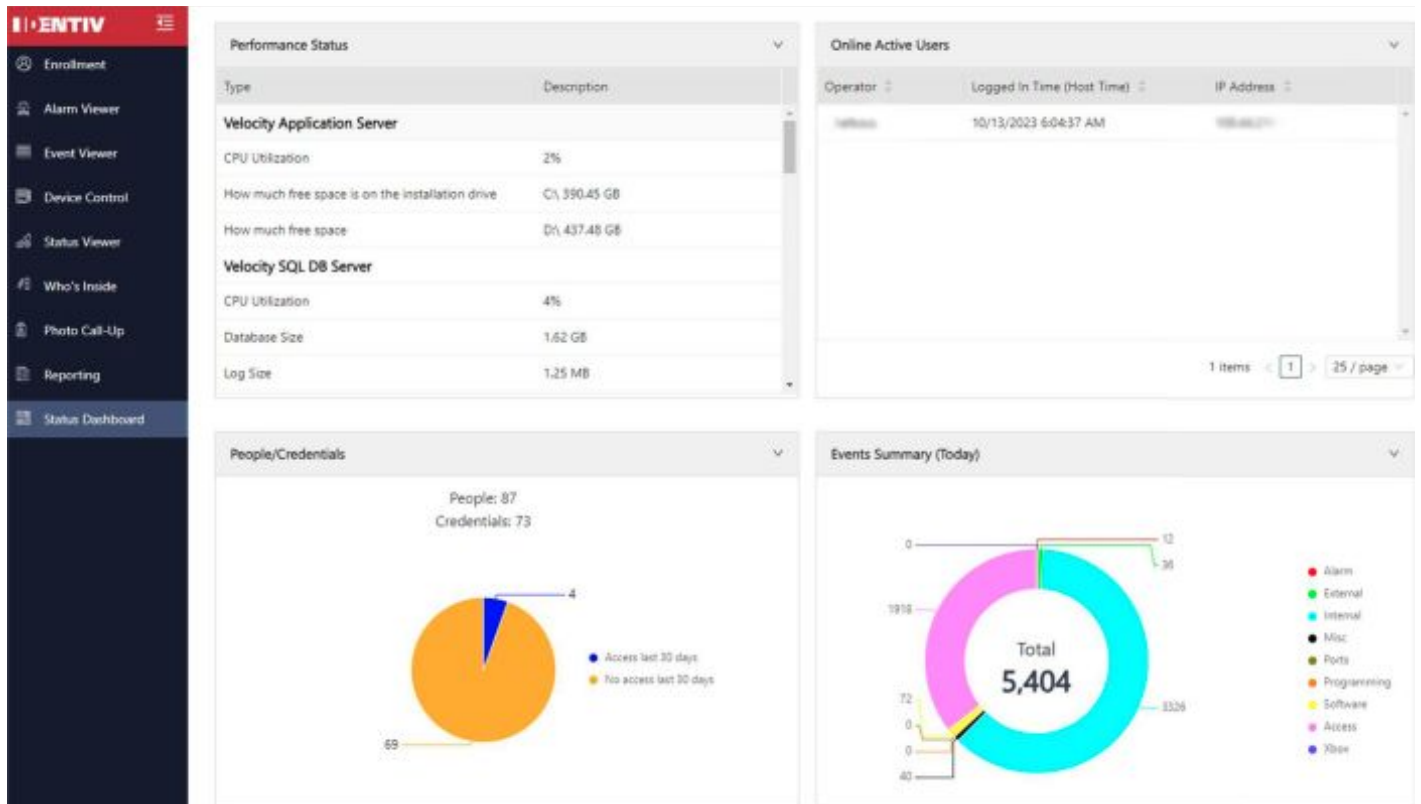 IDENTIV
Enrollment
Alarm Viewer
Event Viewer
Device Control
Status Viewer
Who's Inside
Photo Call-Up
Reporting
Status Dashboard
Performance Status
Type Description
Velocity Application Server
CPU Utilization 2%
How much free space is on the installation drive C:\ 390.45 GB
How much free space D:\ 437.48 GB
Velocity SQL DB Server
CPU Utilization 4%
Database Size 1.62 GB
Log Size 1.25 MB
Online Active Users
Operator Logged In Time (Host Time) IP Address
10/13/2023 6:04:37 AM
1 items < 1 > 25 / page
People/Credentials
People: 87
Credentials: 73
4
Access last 30 days
No access last 30 days
69
Events Summary (Today)
0
12
36
1918
Total
5,404
72
0
0
40
3326
Alarm
External
Internal
Misc
Ports
Programming
Software
Access
Xbox